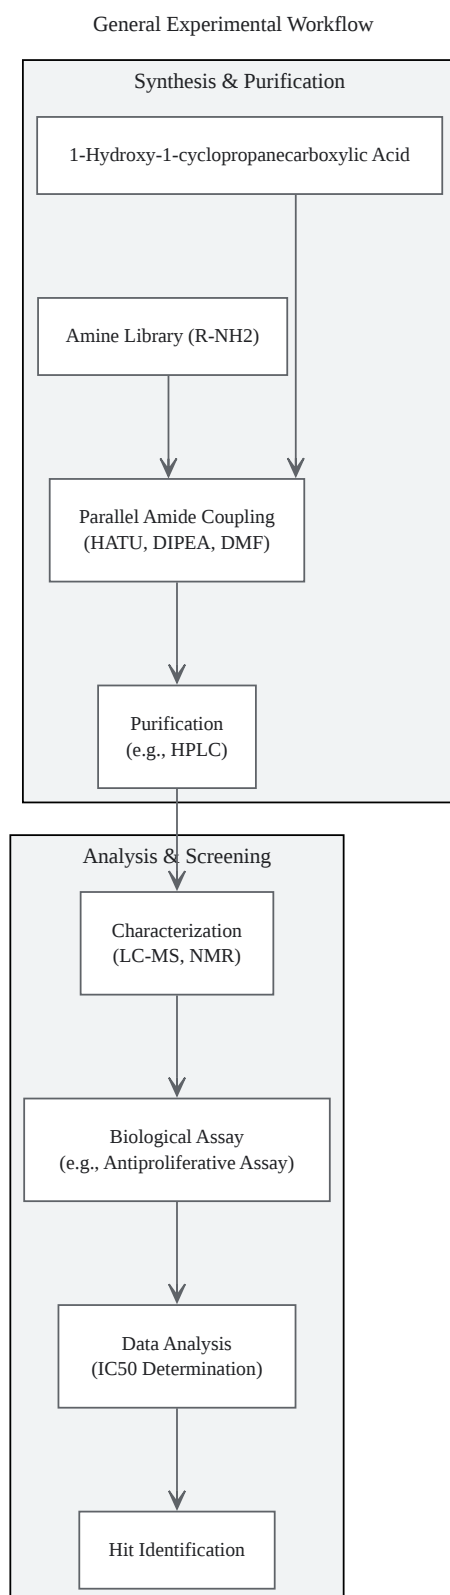 General Experimental Workflow
Synthesis & Purification
1-Hydroxy-1-cyclopropanecarboxylic Acid
Amine Library (R-NH2)
Parallel Amide Coupling
(HATU, DIPEA, DMF)
Purification
(e.g., HPLC)
Analysis & Screening
Characterization
(LC-MS, NMR)
Biological Assay
(e.g., Antiproliferative Assay)
Data Analysis
(IC50 Determination)
Hit Identification